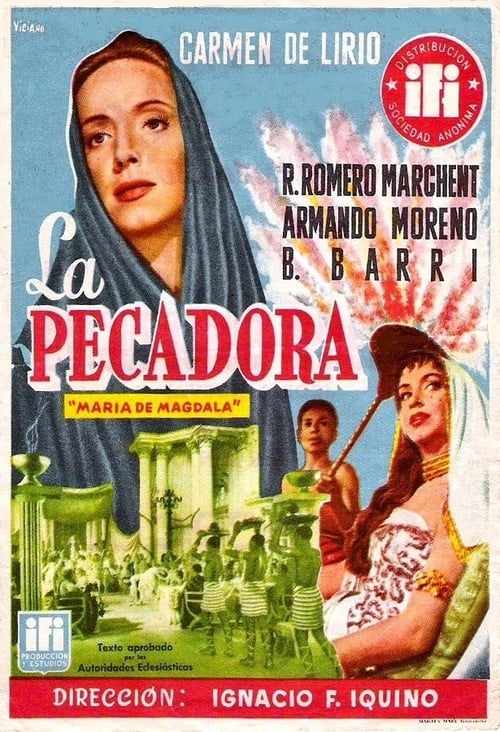 Viciano
CARMEN DE LIRIO
DISTRIBUCION
ifi
SOCIEDAD ANONIMA
R. ROMERO MARCHENT
ARMANDO MORENO
B. BARRI
La
PECADORA
"MARIA DE MAGDALA"
ifi
PRODUCCION
Y ESTUDIOS
Texto aprobado
por las
Autoridades Eclesiásticas
DIRECCIÓN: IGNACIO F. IQUINO